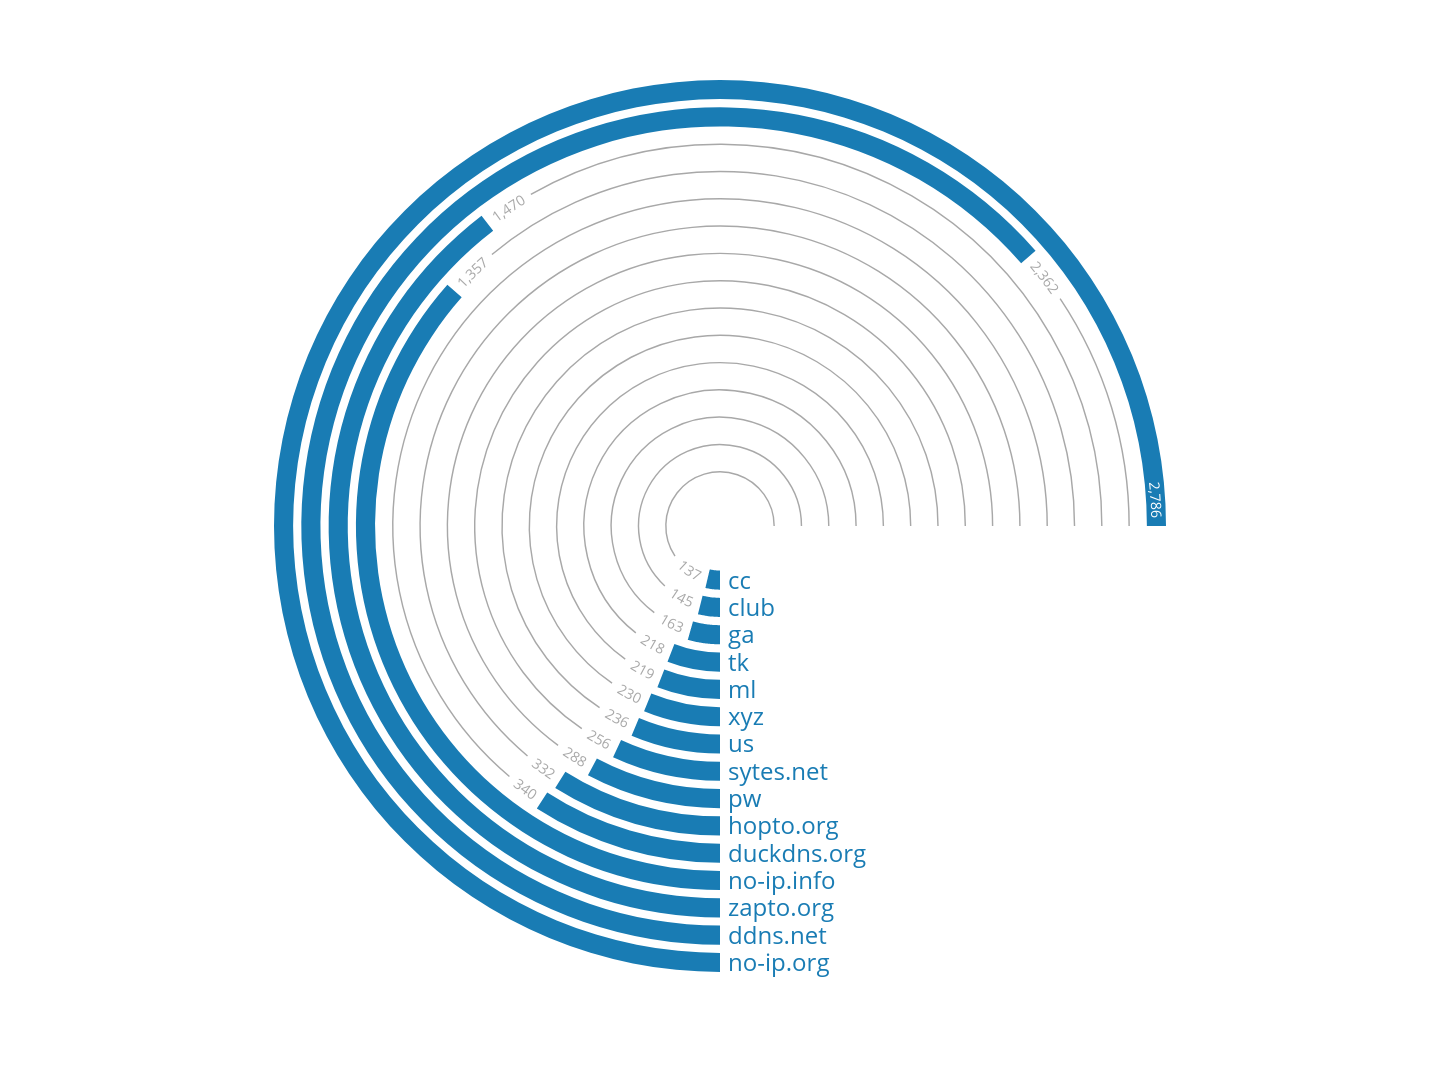 2,786
2,362
1,470
1,357
137 cc
145 club
163 ga
218 tk
219 ml
230 xyz
236 us
256 sytes.net
288 pw
332 hopto.org
340 duckdns.org
no-ip.info
zapto.org
ddns.net
no-ip.org